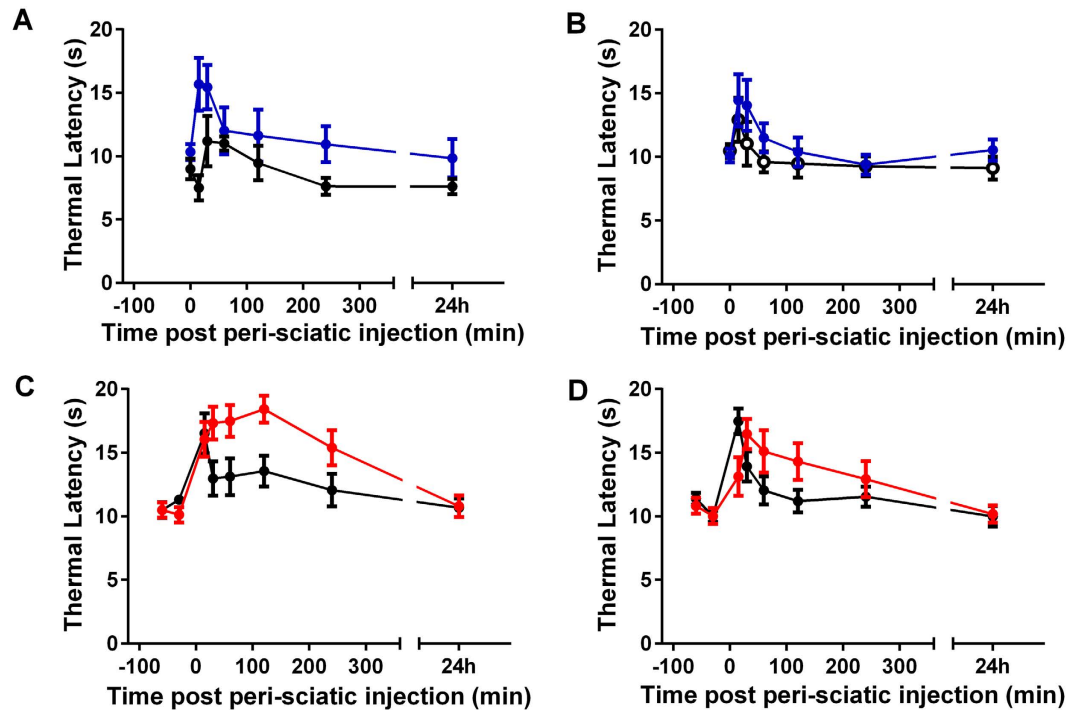 A
Thermal Latency (s)
20
15
10
5
0
-100 0 100 200 300 24h
Time post peri-sciatic injection (min)
B
Thermal Latency (s)
20
15
10
5
0
-100 0 100 200 300 24h
Time post peri-sciatic injection (min)
C
Thermal Latency (s)
20
15
10
5
0
-100 0 100 200 300 24h
Time post peri-sciatic injection (min)
D
Thermal Latency (s)
20
15
10
5
0
-100 0 100 200 300 24h
Time post peri-sciatic injection (min)